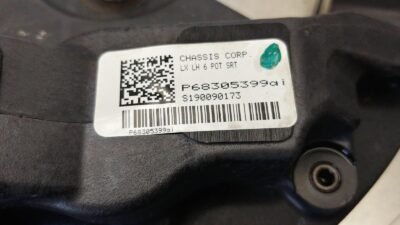 CHASSIS CORP.
LX LH 6 POT SRT
P68305399ai
S190090173
P68305399ai